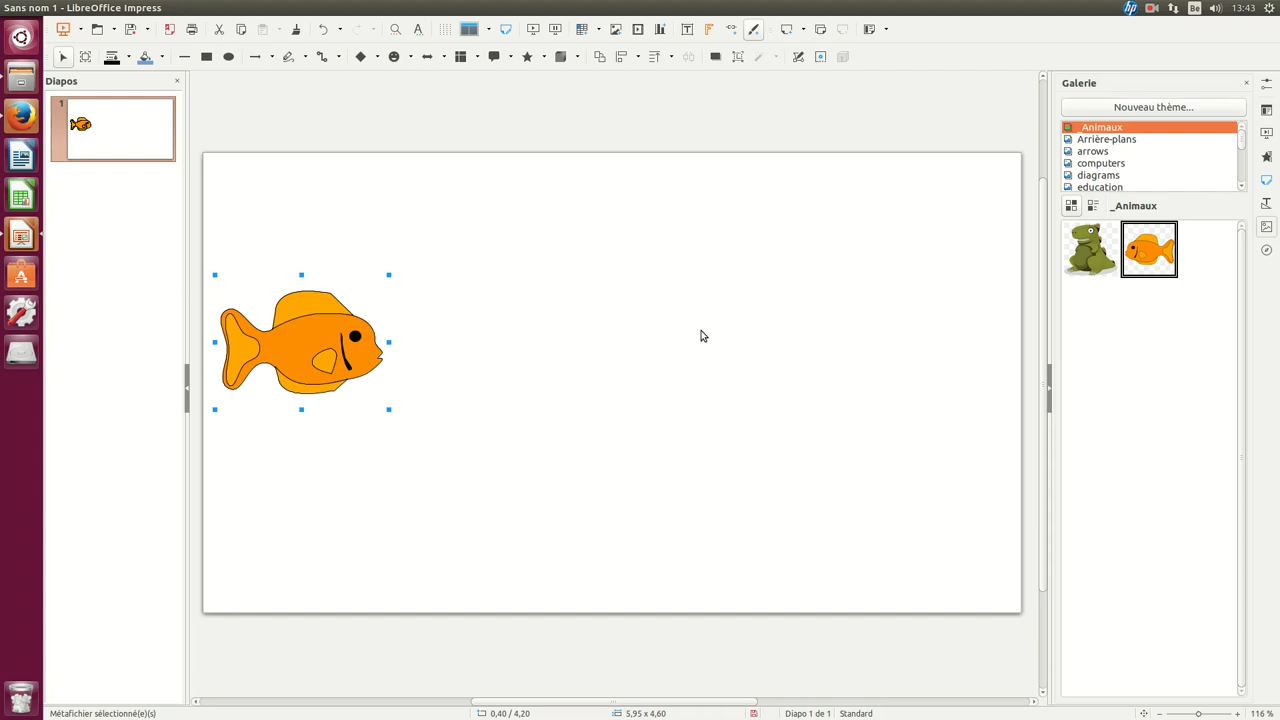 Sans nom 1 - LibreOffice Impress
Be
13:43
Diapos
1
Galerie
Nouveau thème...
_Animaux
Arrière-plans
arrows
computers
diagrams
education
_Animaux
Métafichier sélectionné(e)(s)
0,40 / 4,20
5,95 x 4,60
Diapo 1 de 1
Standard
116 %